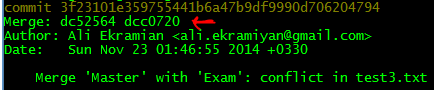 commit 3f23101e359755441b6a47b9df9990d706204794
Merge: dc52564 dcc0720
Author: Ali Ekramian <ali.ekramiyan@gmail.com>
Date:   Sun Nov 23 01:46:55 2014 +0330
Merge 'Master' with 'Exam': conflict in test3.txt